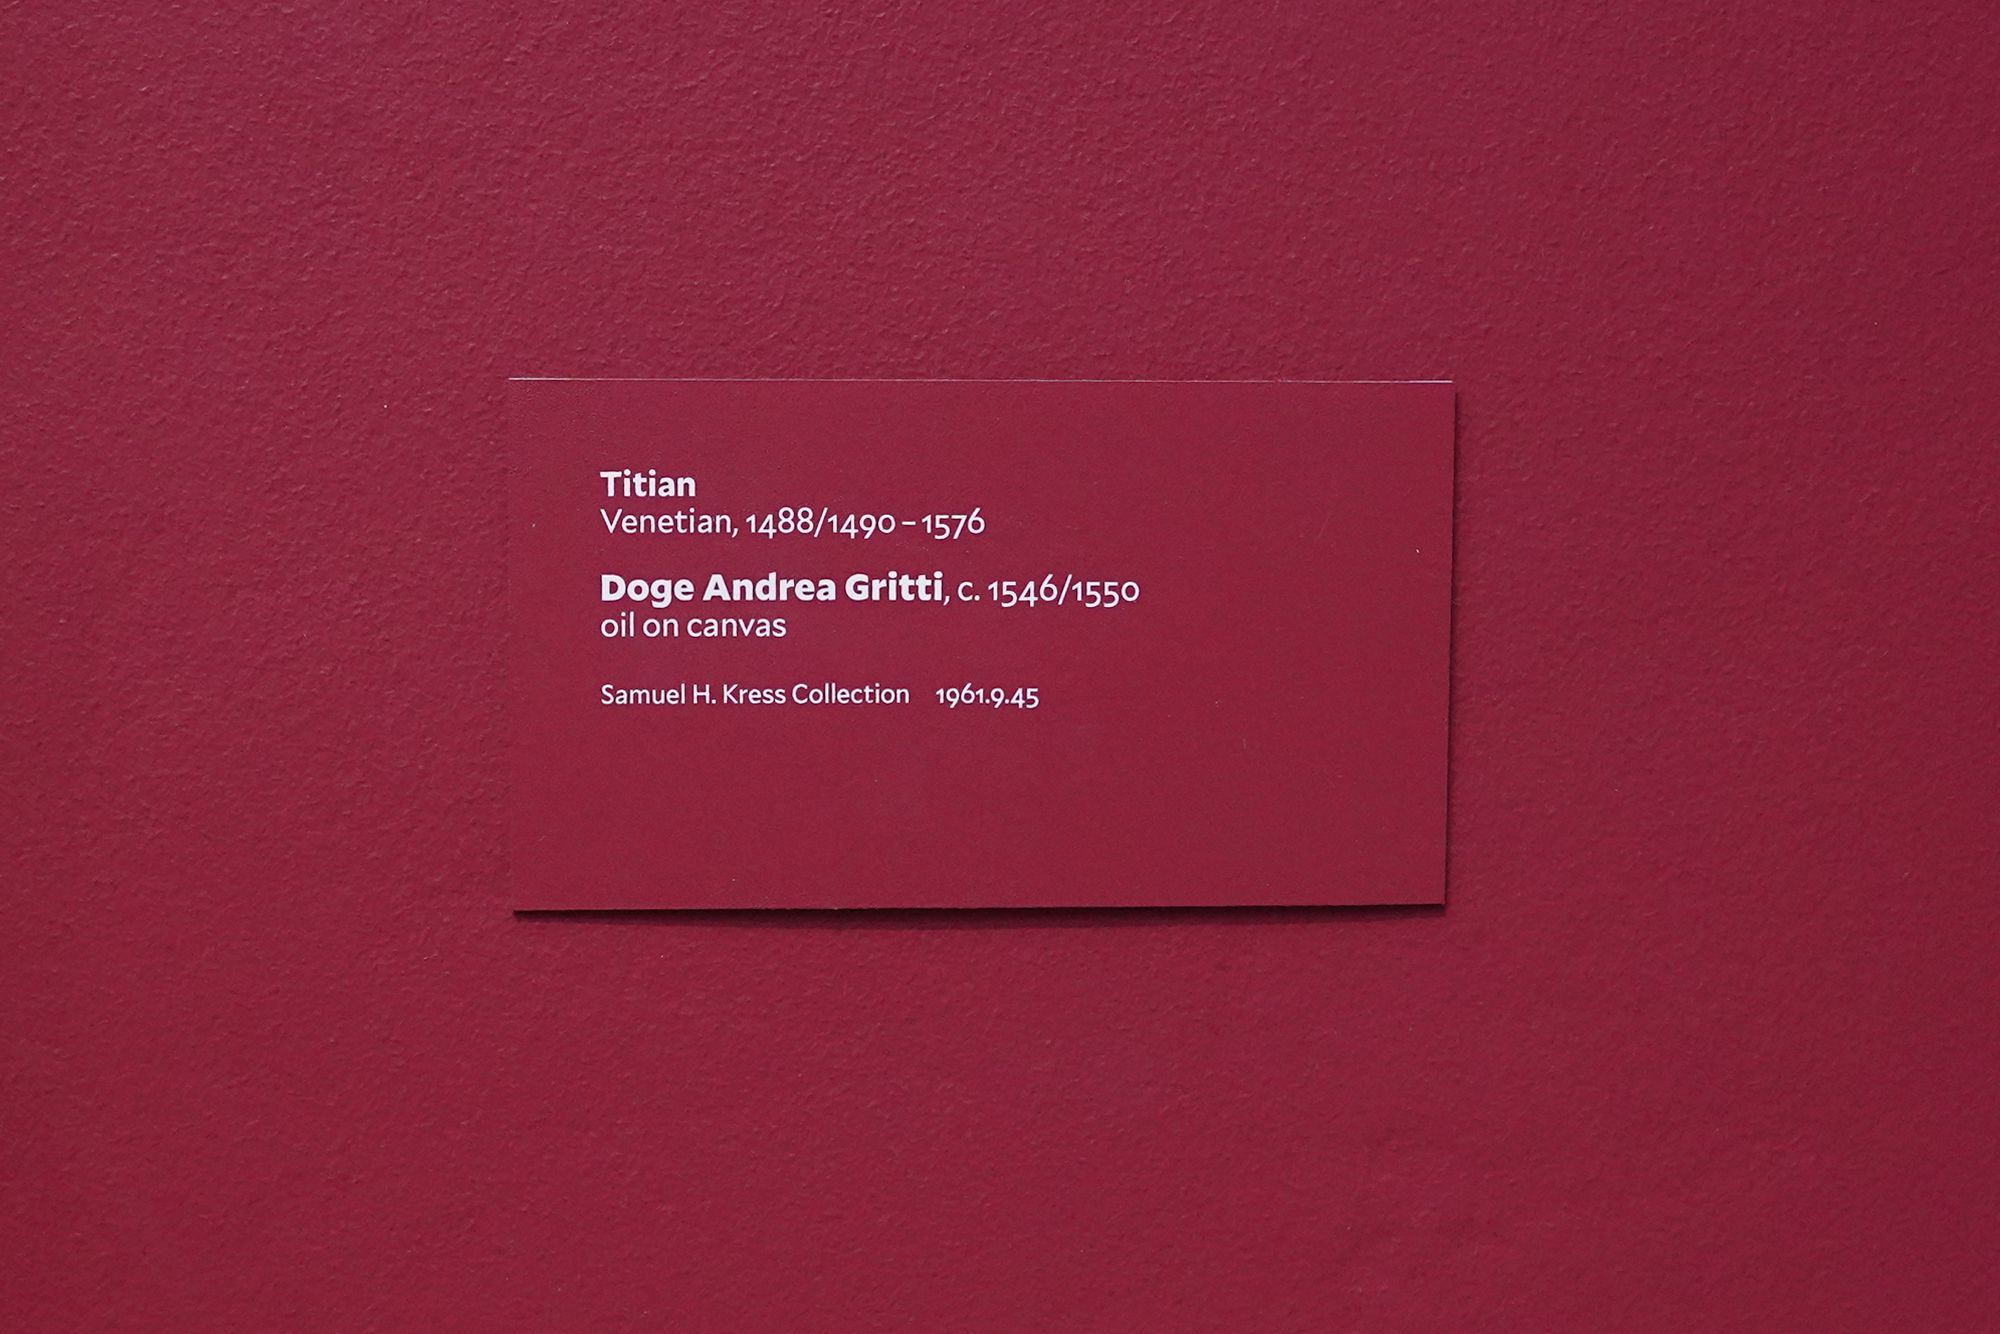 Titian
Venetian, 1488/1490 – 1576
Doge Andrea Gritti, c. 1546/1550
oil on canvas
Samuel H. Kress Collection 1961.9.45